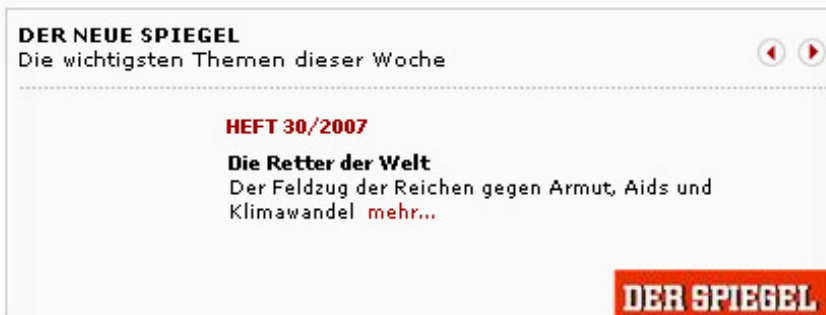 DER NEUE SPIEGEL
Die wichtigsten Themen dieser Woche
HEFT 30/2007
Die Retter der Welt
Der Feldzug der Reichen gegen Armut, Aids und
Klimawandel mehr...
DER SPIEGEL